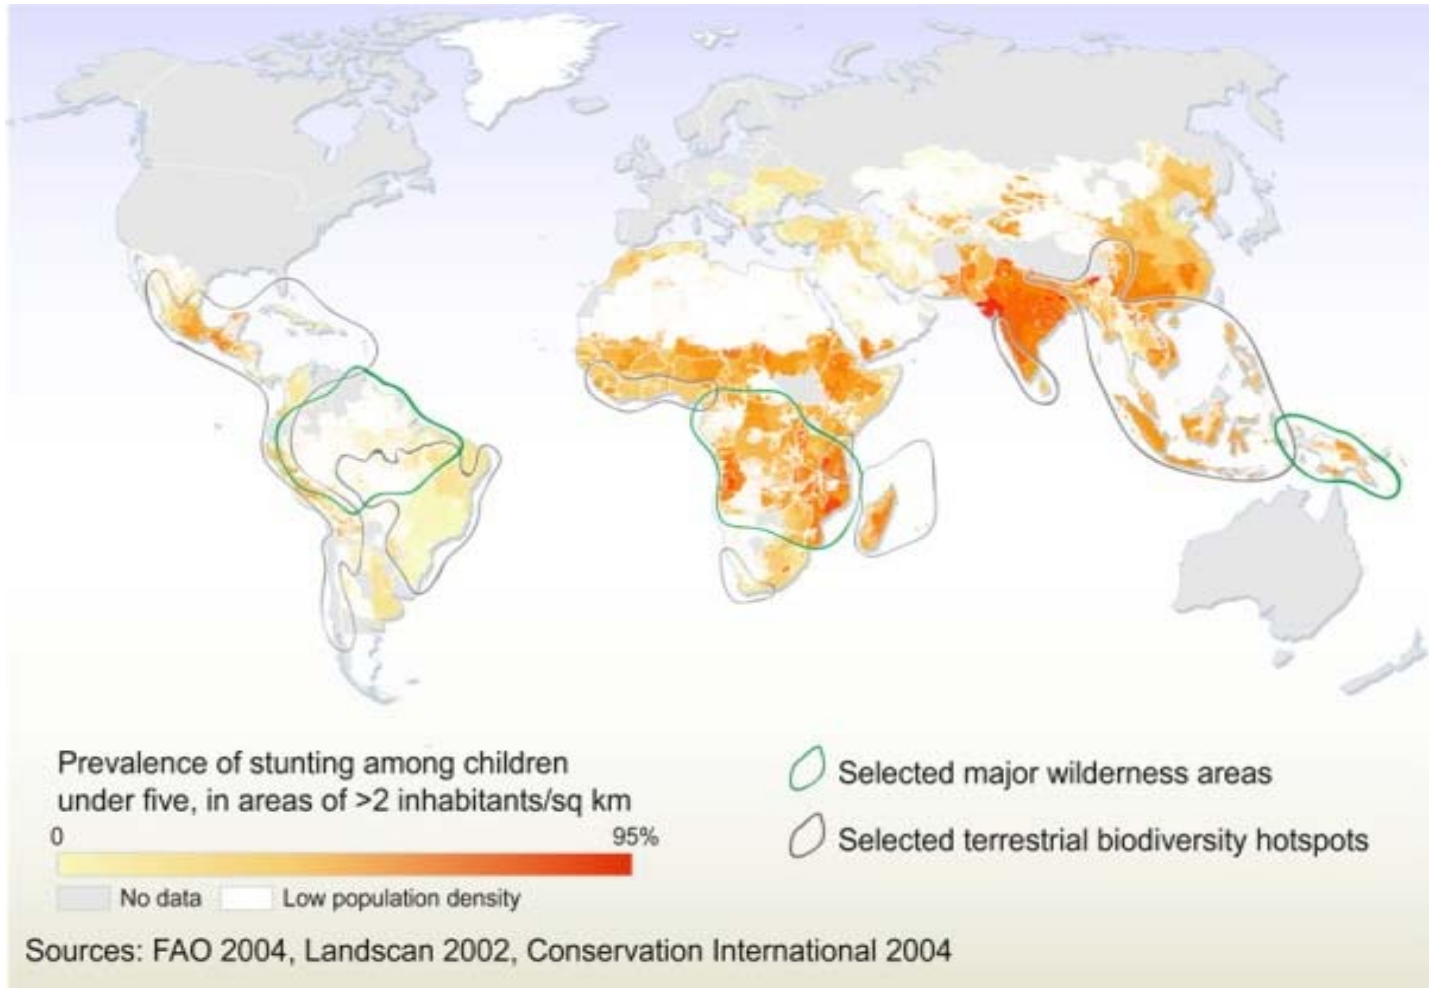 Prevalence of stunting among children
under five, in areas of >2 inhabitants/sq km
0 95%
No data Low population density
Selected major wilderness areas
Selected terrestrial biodiversity hotspots
Sources: FAO 2004, Landscan 2002, Conservation International 2004